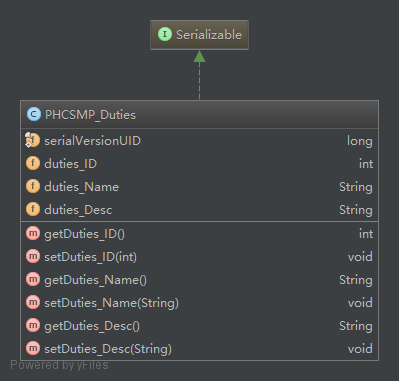 I Serializable
C PHCSMP_Duties
f serialVersionUID long
f duties_ID int
f duties_Name String
f duties_Desc String
m getDuties_ID() int
m setDuties_ID(int) void
m getDuties_Name() String
m setDuties_Name(String) void
m getDuties_Desc() String
m setDuties_Desc(String) void
Powered by yFiles